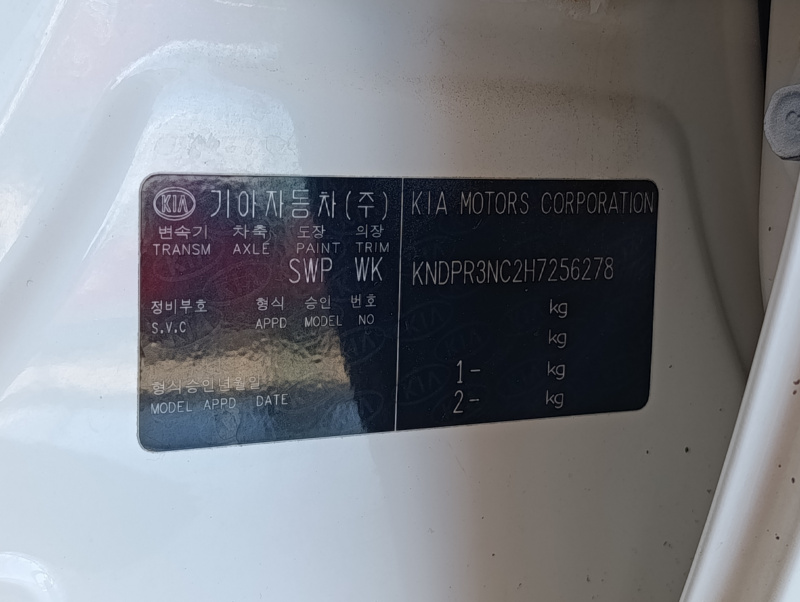 KIA 기아자동차(주)
변속기 차축 도장 의장
TRANSM AXLE PAINT TRIM
SWP WK
정비부호 형식 승인 번호
S.V.C APPD MODEL NO
형식승인년월일
MODEL APPD DATE
KIA MOTORS CORPORATION
KNDPR3NC2H7256278
kg
kg
1- kg
2- kg